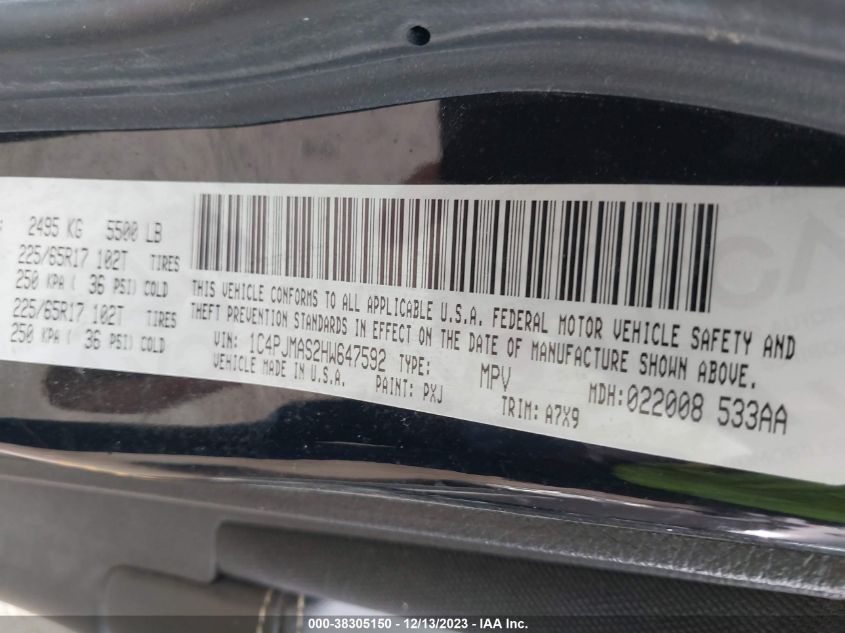 2495 KG 5500 LB
225/65R17 102T TIRES
250 KPA ( 36 PSI) COLD
225/65R17 102T TIRES
250 KPA ( 36 PSI) COLD
THIS VEHICLE CONFORMS TO ALL APPLICABLE U.S.A. FEDERAL MOTOR VEHICLE SAFETY AND
THEFT PREVENTION STANDARDS IN EFFECT ON THE DATE OF MANUFACTURE SHOWN ABOVE.
VIN: 1C4PJMAS2HW647592 TYPE: MPV MDH:022008 533AA
VEHICLE MADE IN U.S.A. PAINT: PXJ TRIM: A7X9
000-38305150 - 12/13/2023 - IAA Inc.